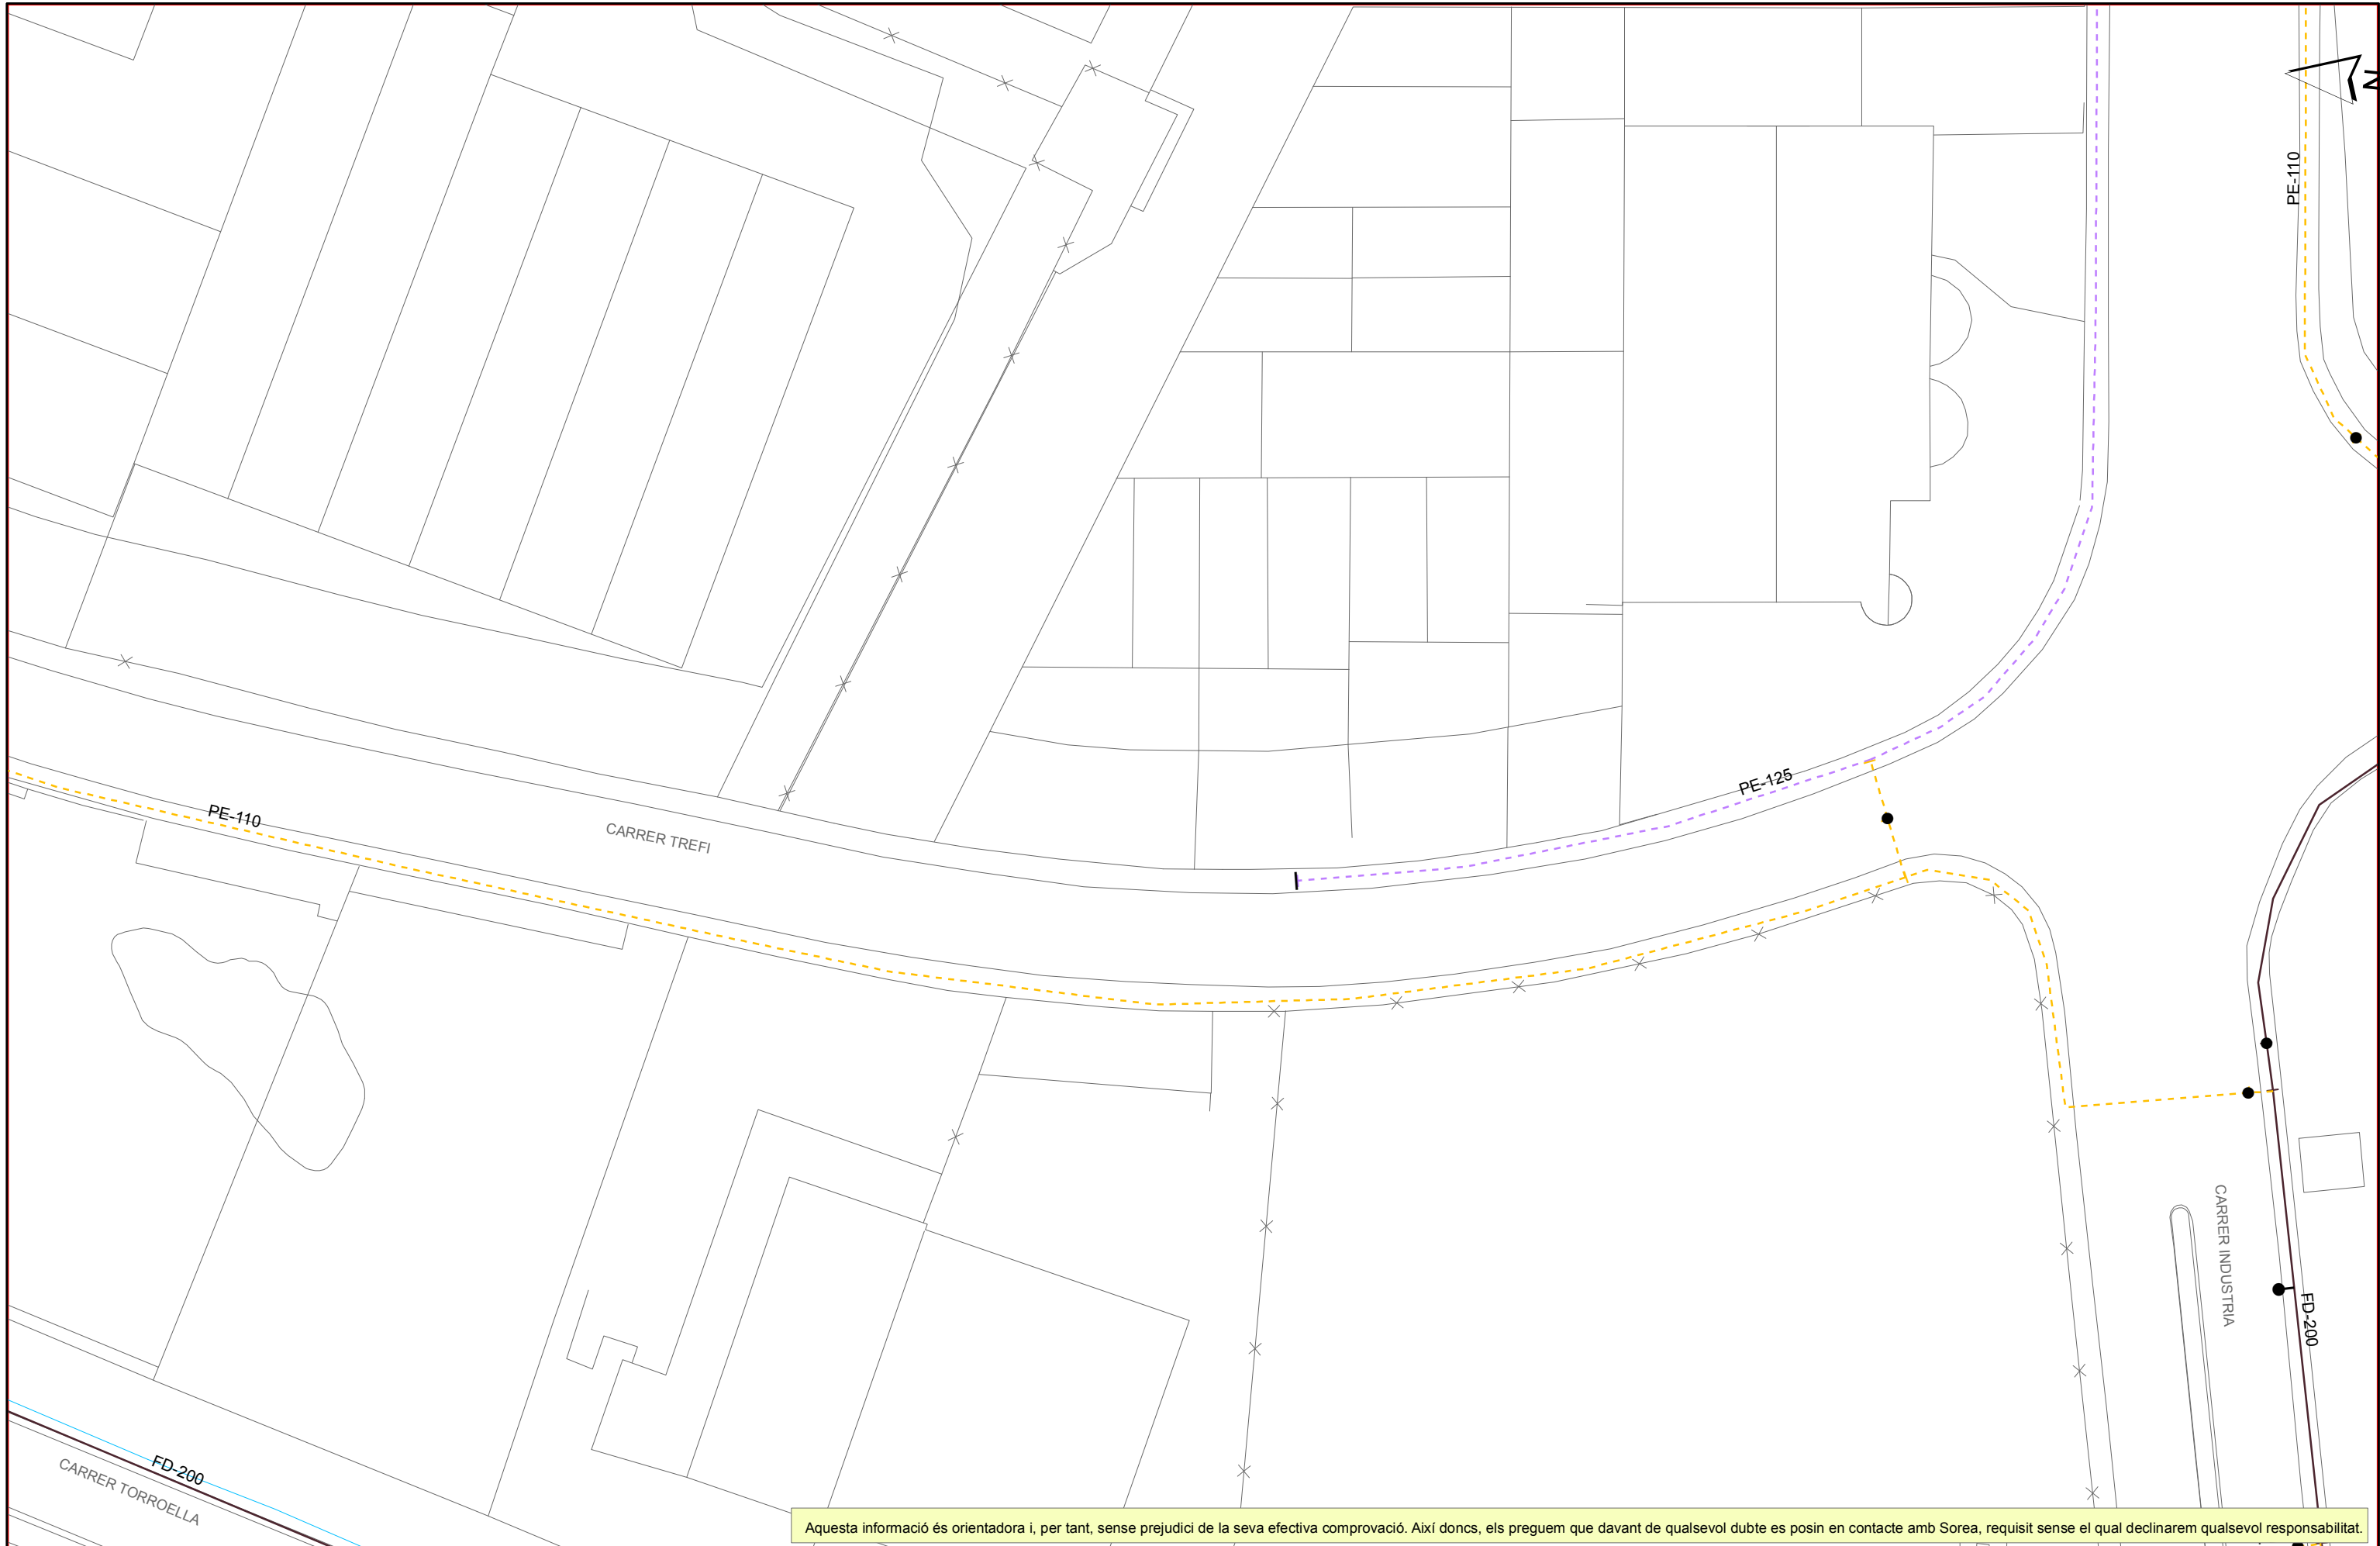 N
PE-110
PE-125
PE-110
CARRER TREFI
CARRER INDUSTRIA
FD-200
FD-200
CARRER TORROELLA
Aquesta informació és orientadora i, per tant, sense prejudici de la seva efectiva comprovació. Així doncs, els preguem que davant de qualsevol dubte es posin en contacte amb Sorea, requisit sense el qual declinarem qualsevol responsabilitat.